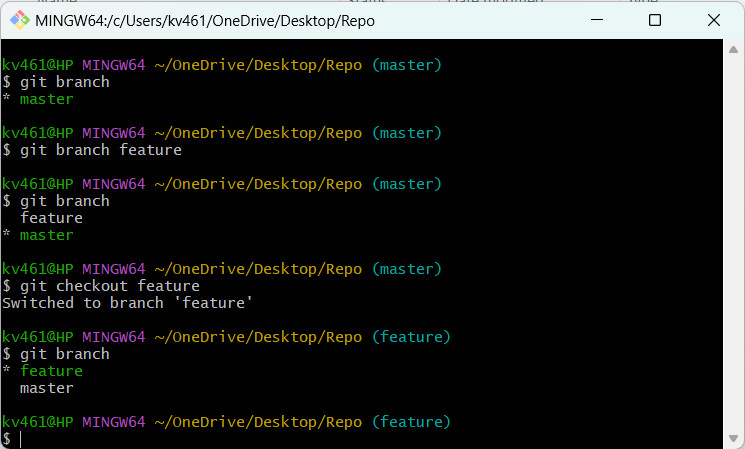 MINGW64:/c/Users/kv461/OneDrive/Desktop/Repo
kv461@HP MINGW64 ~/OneDrive/Desktop/Repo (master)
$ git branch
* master
kv461@HP MINGW64 ~/OneDrive/Desktop/Repo (master)
$ git branch feature
kv461@HP MINGW64 ~/OneDrive/Desktop/Repo (master)
$ git branch
  feature
* master
kv461@HP MINGW64 ~/OneDrive/Desktop/Repo (master)
$ git checkout feature
Switched to branch 'feature'
kv461@HP MINGW64 ~/OneDrive/Desktop/Repo (feature)
$ git branch
* feature
  master
kv461@HP MINGW64 ~/OneDrive/Desktop/Repo (feature)
$